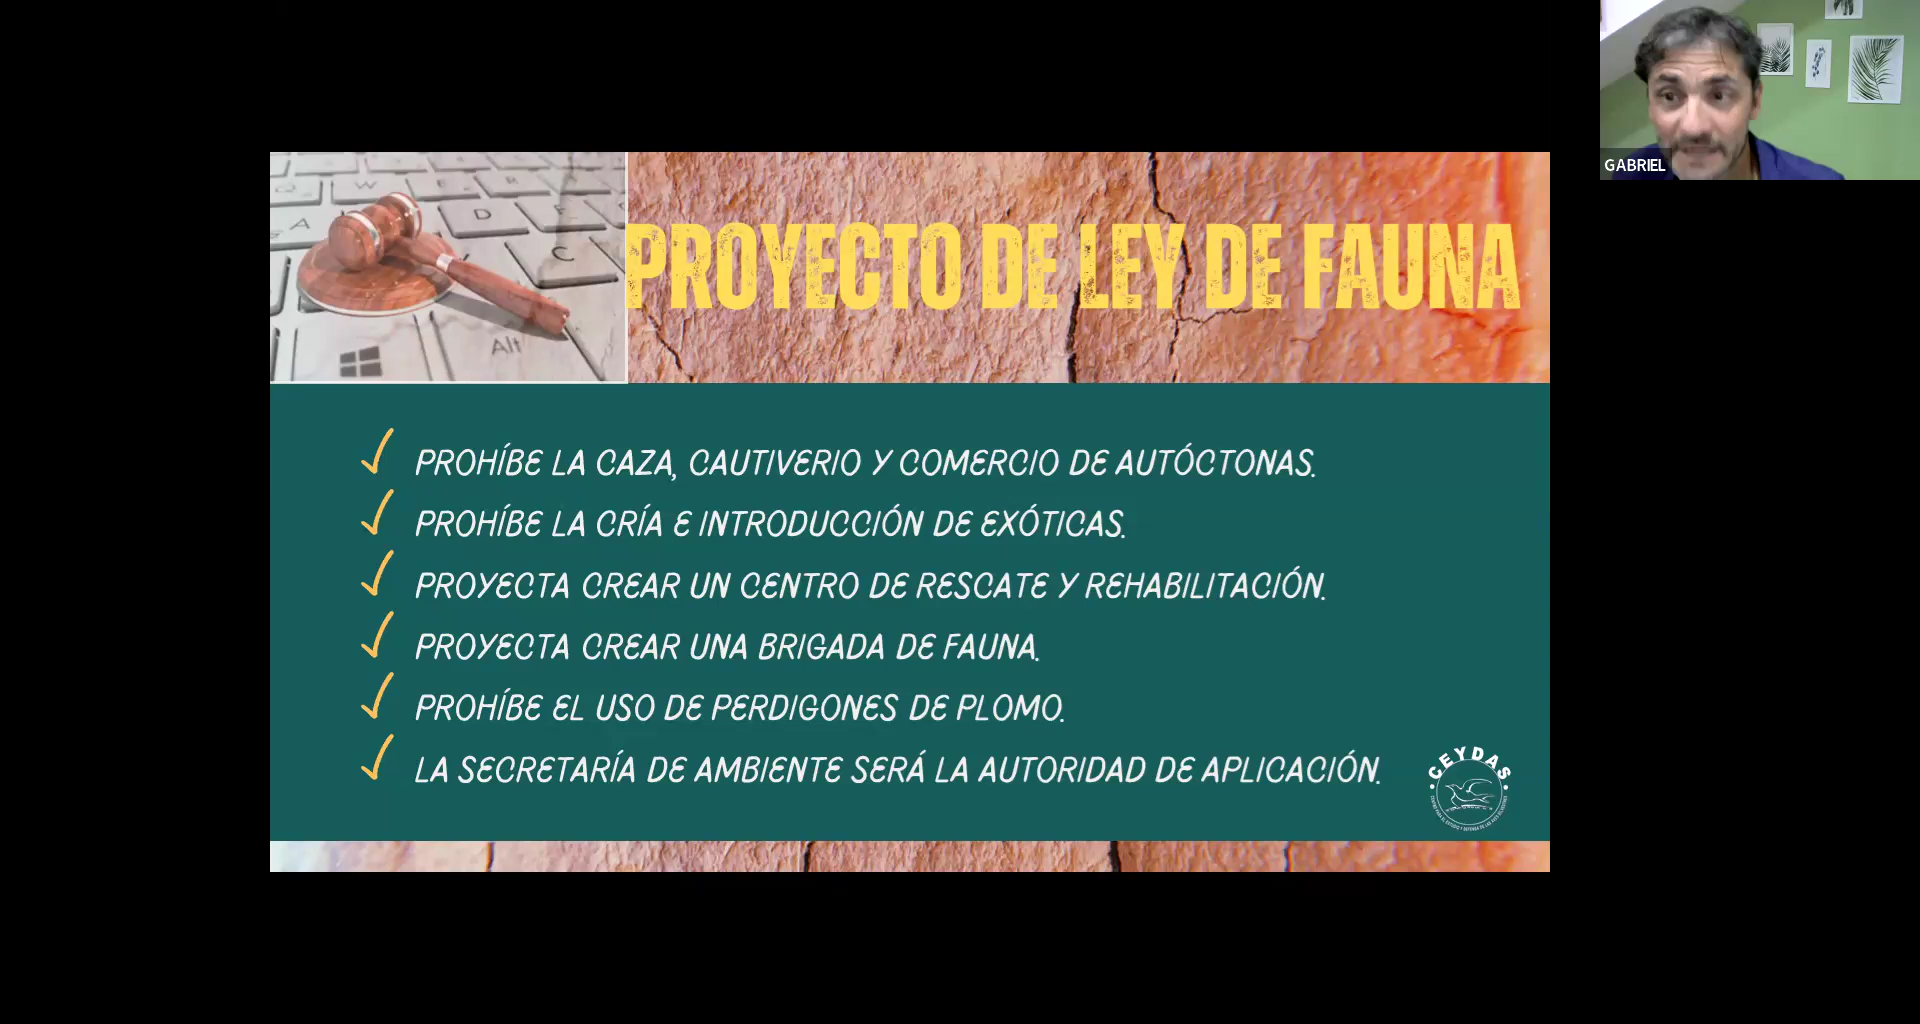 GABRIEL
W
A
D
F
C
Alt
PROYECTO DE LEY DE FAUNA
PROHÍBE LA CAZA, CAUTIVERIO Y COMERCIO DE AUTÓCTONAS.
PROHÍBE LA CRÍA E INTRODUCCIÓN DE EXÓTICAS.
PROYECTA CREAR UN CENTRO DE RESCATE Y REHABILITACIÓN.
PROYECTA CREAR UNA BRIGADA DE FAUNA.
PROHÍBE EL USO DE PERDIGONES DE PLOMO.
LA SECRETARÍA DE AMBIENTE SERÁ LA AUTORIDAD DE APLICACIÓN.
CEYDAS